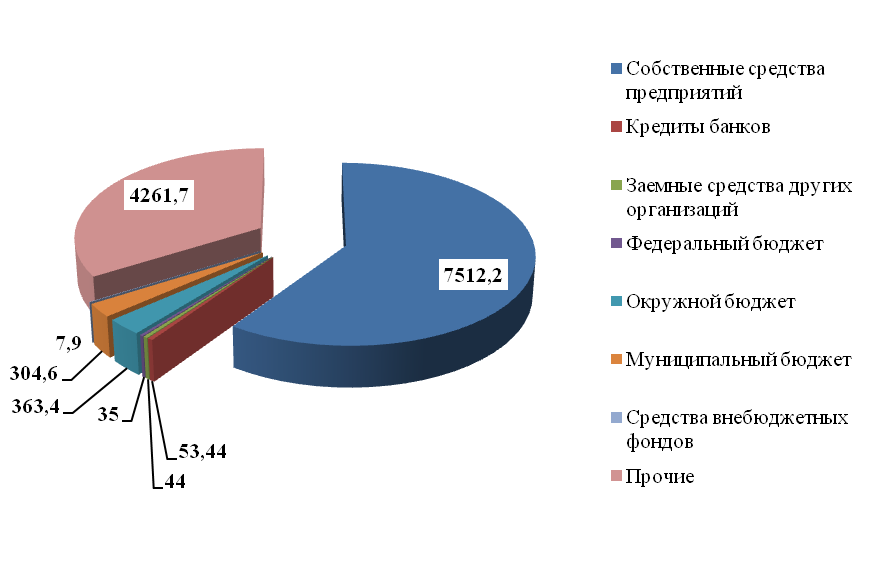 4261,7
7512,2
7,9
304,6
363,4
35
53,44
44
Собственные средства
предприятий
Кредиты банков
Заемные средства других
организаций
Федеральный бюджет
Окружной бюджет
Муниципальный бюджет
Средства внебюджетных
фондов
Прочие